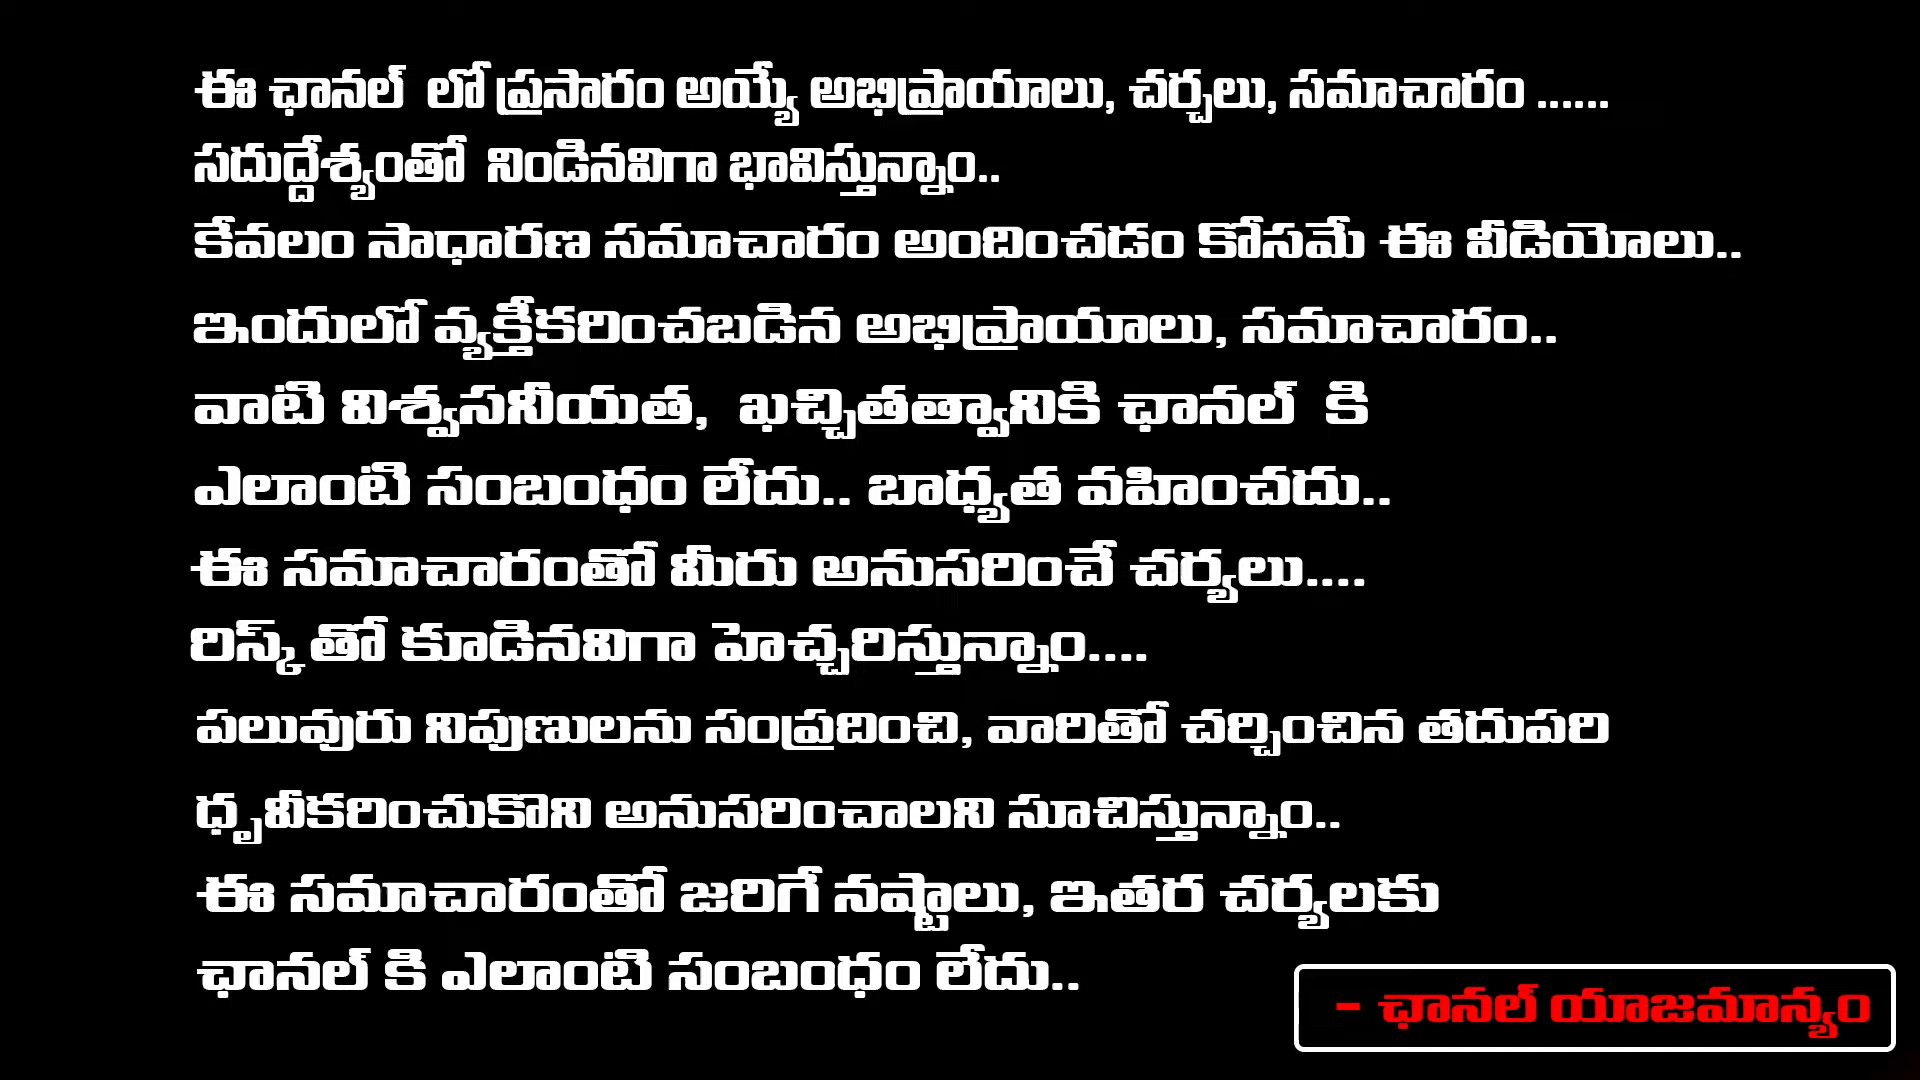 ఈ ఛానల్ లో ప్రసారం అయ్యే అభిప్రాయాలు, చర్చలు, సమాచారం ......
సదుద్దేశ్యంతో నిండినవిగా భావిస్తున్నాం..
కేవలం సాధారణ సమాచారం అందించడం కోసమే ఈ వీడియోలు..
ఇందులో వ్యక్తీకరించబడిన అభిప్రాయాలు, సమాచారం..
వాటి విశ్వసనీయత, ఖచ్చితత్వానికి ఛానల్ కి
ఎలాంటి సంబంధం లేదు.. బాధ్యత వహించదు..
ఈ సమాచారంతో మీరు అనుసరించే చర్యలు....
రిస్క్ తో కూడినవిగా హెచ్చరిస్తున్నాం....
పలువురు నిపుణులను సంప్రదించి, వారితో చర్చించిన తదుపరి
ధృవీకరించుకొని అనుసరించాలని సూచిస్తున్నాం..
ఈ సమాచారంతో జరిగే నష్టాలు, ఇతర చర్యలకు
ఛానల్ కి ఎలాంటి సంబంధం లేదు..
- ఛానల్ యాజమాన్యం